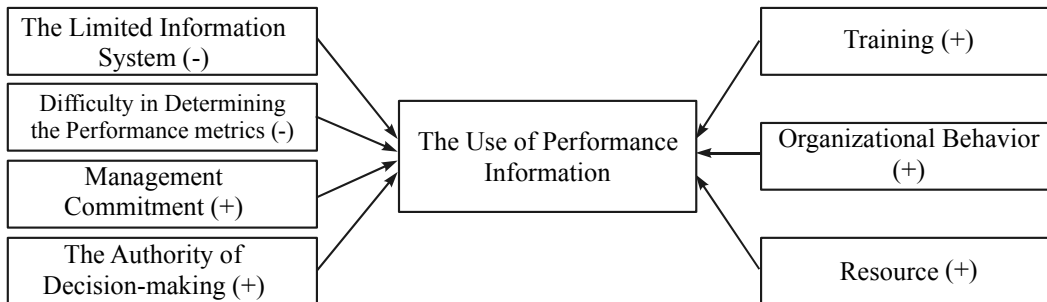 The Limited Information
System (-)
Difficulty in Determining
the Performance metrics (-)
Management
Commitment (+)
The Authority of
Decision-making (+)
The Use of Performance
Information
Training (+)
Organizational Behavior
(+)
Resource (+)